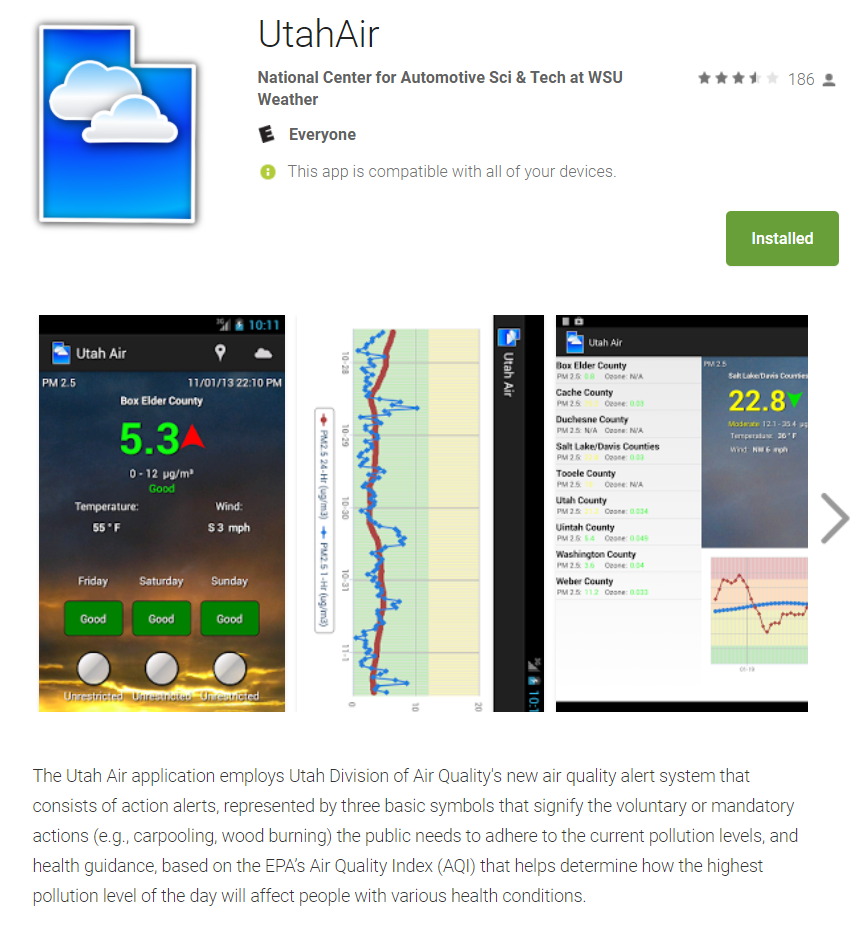 UtahAir
National Center for Automotive Sci & Tech at WSU
Weather
186
E Everyone
This app is compatible with all of your devices.
Installed
3G 10:11
Utah Air
PM 2.5 11/01/13 22:10 PM
Box Elder County
5.3
0 - 12 µg/m³
Good
Temperature: Wind:
55 ° F S 3 mph
Friday Saturday Sunday
Good Good Good
Unrestricted Unrestricted Unrestricted
Utah Air
10-28
10-29
10-30
10-31
11-1
0 10 20
PM2.5 24-Hr (ug/m3) PM2.5 1-Hr (ug/m3)
Utah Air
Box Elder County
PM 2.5: Ozone: N/A
Cache County
PM 2.5: Ozone: 0.03
Duchesne County
PM 2.5: N/A Ozone: N/A
Salt Lake/Davis Counties
PM 2.5: Ozone: 0.03
Tooele County
PM 2.5: Ozone: N/A
Utah County
PM 2.5: Ozone: 0.034
Uintah County
PM 2.5: 6.4 Ozone: 0.049
Washington County
PM 2.5: 3.6 Ozone: 0.04
Weber County
PM 2.5: 11.2 Ozone: 0.033
PM 2.5
Salt Lake/Davis Counties
22.8
Moderate 12.1 - 35.4 µg
Temperature: 36 ° F
Wind: NW 6 mph
01-19
The Utah Air application employs Utah Division of Air Quality's new air quality alert system that
consists of action alerts, represented by three basic symbols that signify the voluntary or mandatory
actions (e.g., carpooling, wood burning) the public needs to adhere to the current pollution levels, and
health guidance, based on the EPA’s Air Quality Index (AQI) that helps determine how the highest
pollution level of the day will affect people with various health conditions.